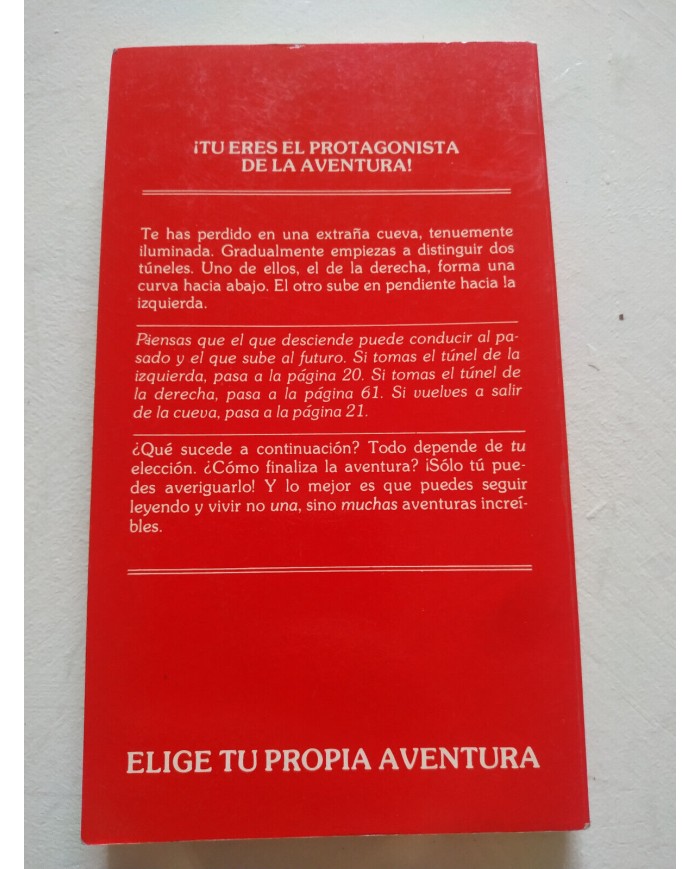 ¡TU ERES EL PROTAGONISTA
DE LA AVENTURA!
Te has perdido en una extraña cueva, tenuemente
iluminada. Gradualmente empiezas a distinguir dos
túneles. Uno de ellos, el de la derecha, forma una
curva hacia abajo. El otro sube en pendiente hacia la
izquierda.
Piensas que el que desciende puede conducir al pa-
sado y el que sube al futuro. Si tomas el túnel de la
izquierda, pasa a la página 20. Si tomas el túnel de
la derecha, pasa a la página 61. Si vuelves a salir
de la cueva, pasa a la página 21.
¿Qué sucede a continuación? Todo depende de tu
elección. ¿Cómo finaliza la aventura? ¡Sólo tú pue-
des averiguarlo! Y lo mejor es que puedes seguir
leyendo y vivir no una, sino muchas aventuras increí-
bles.
ELIGE TU PROPIA AVENTURA